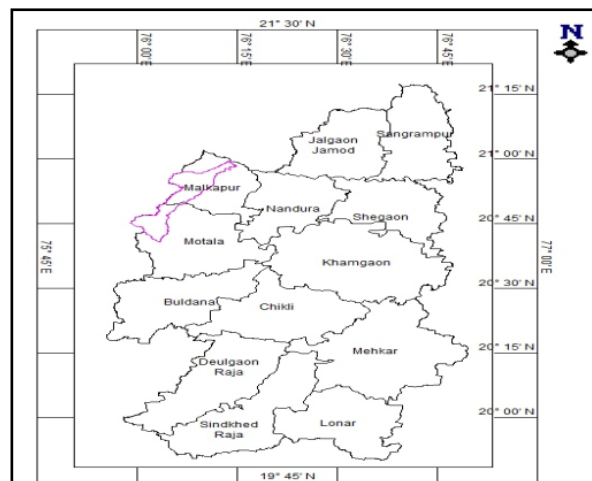 21° 30' N
N
76° 00' E
76° 15' E
76° 30' E
76° 45' E
21° 15' N
Sangrampur
Jalgaon
Jamod
21° 00' N
Malkapur
Nandura
Shegaon
20° 45' N
Motala
75° 45' E
77° 00' E
Khamgaon
20° 30' N
Buldana
Chikli
20° 15' N
Mehkar
Deulgaon
Raja
20° 00' N
Sindkhed
Raja
Lonar
19° 45' N